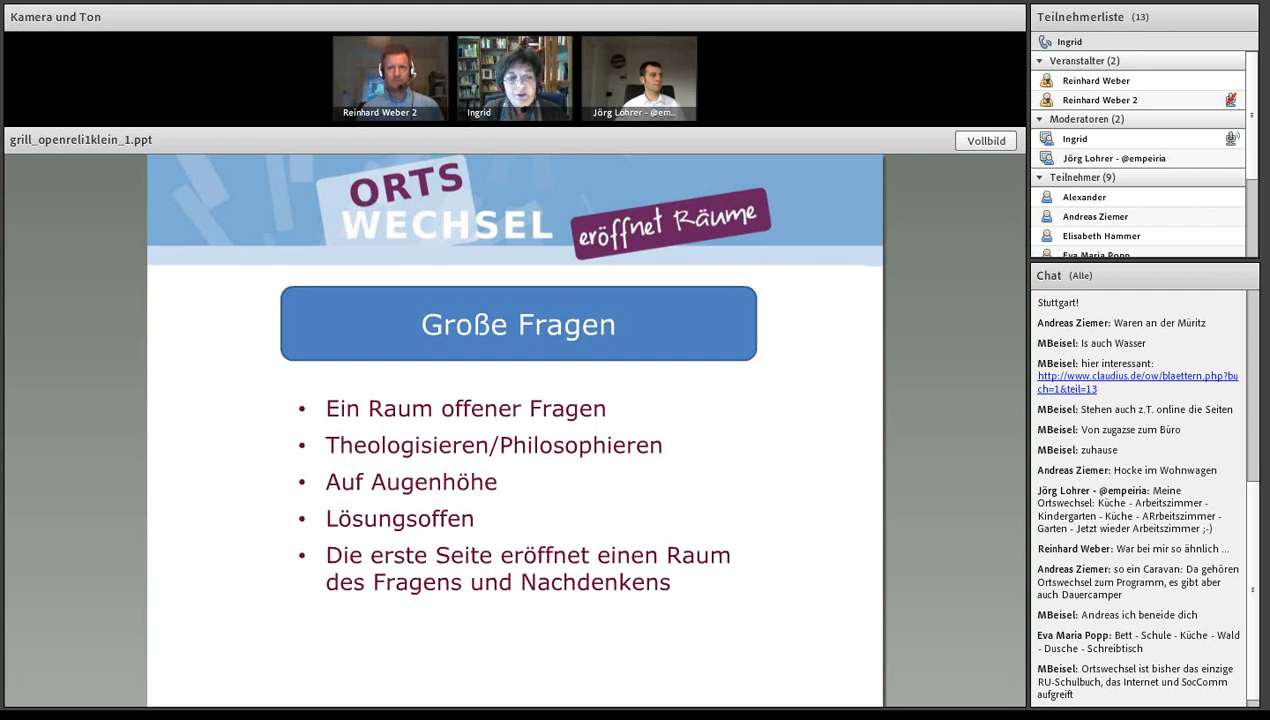 Kamera und Ton
Reinhard Weber 2
Ingrid
Jörg Lohrer - @em...
grill_openreli1klein_1.ppt
Vollbild
ORTS
WECHSEL
eröffnet Räume
Große Fragen
• Ein Raum offener Fragen
• Theologisieren/Philosophieren
• Auf Augenhöhe
• Lösungsoffen
• Die erste Seite eröffnet einen Raum
des Fragens und Nachdenkens
Teilnehmerliste (13)
Ingrid
Veranstalter (2)
Reinhard Weber
Reinhard Weber 2
Moderatoren (2)
Ingrid
Jörg Lohrer - @empeiria
Teilnehmer (9)
Alexander
Andreas Ziemer
Elisabeth Hammer
Eva Maria Popp
Chat (Alle)
Stuttgart!
Andreas Ziemer: Waren an der Müritz
MBeisel: Is auch Wasser
MBeisel: hier interessant:
http://www.claudius.de/ow/blaettern.php?bu
ch=1&teil=13
MBeisel: Stehen auch z.T. online die Seiten
MBeisel: Von zugazse zum Büro
MBeisel: zuhause
Andreas Ziemer: Hocke im Wohnwagen
Jörg Lohrer - @empeiria: Meine
Ortswechsel: Küche - Arbeitszimmer -
Kindergarten - Küche - ARrbeitszimmer -
Garten - Jetzt wieder Arbeitszimmer ;-)
Reinhard Weber: War bei mir so ähnlich ...
Andreas Ziemer: so ein Caravan: Da gehören
Ortswechsel zum Programm, es gibt aber
auch Dauercamper
MBeisel: Andreas ich beneide dich
Eva Maria Popp: Bett - Schule - Küche - Wald
- Dusche - Schreibtisch
MBeisel: Ortswechsel ist bisher das einzige
RU-Schulbuch, das Internet und SocComm
aufgreift